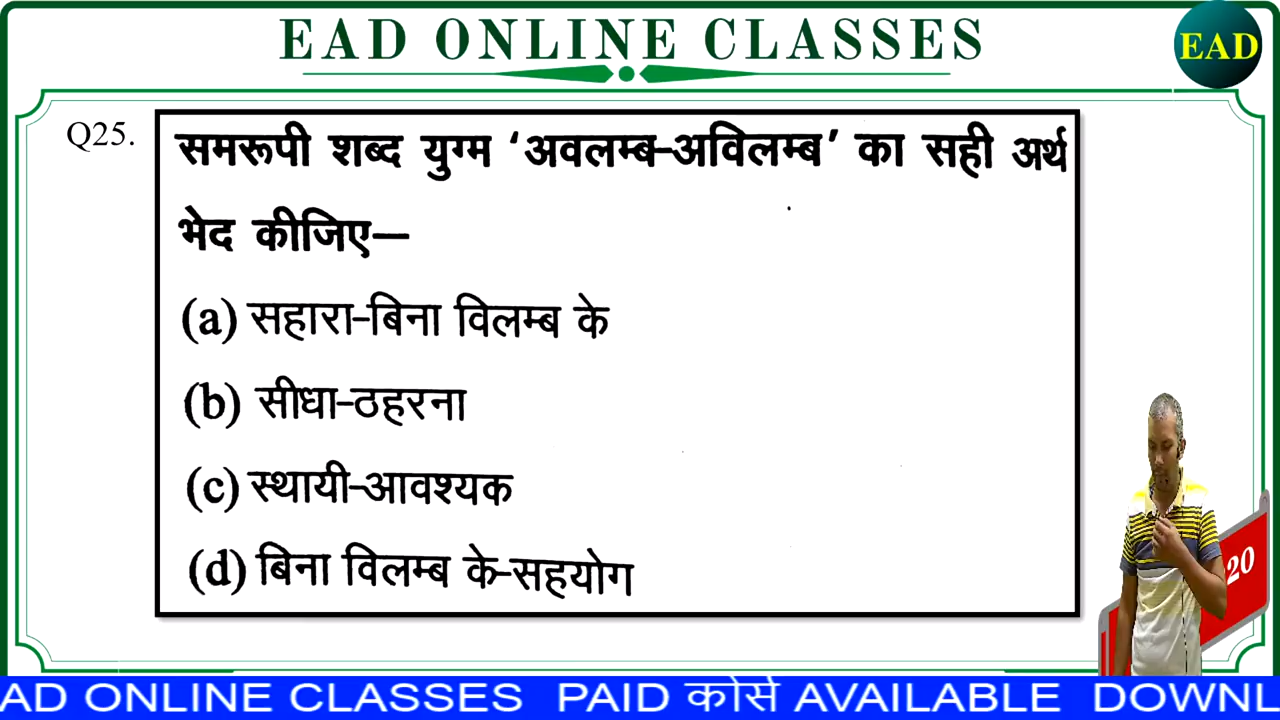 EAD ONLINE CLASSES
EAD
Q25.
समरूपी शब्द युग्म ‘अवलम्ब–अविलम्ब’ का सही अर्थ
भेद कीजिए—
(a) सहारा-बिना विलम्ब के
(b) सीधा-ठहरना
(c) स्थायी-आवश्यक
(d) बिना विलम्ब के-सहयोग
20
AD ONLINE CLASSES PAID कोर्स AVAILABLE DOWNL